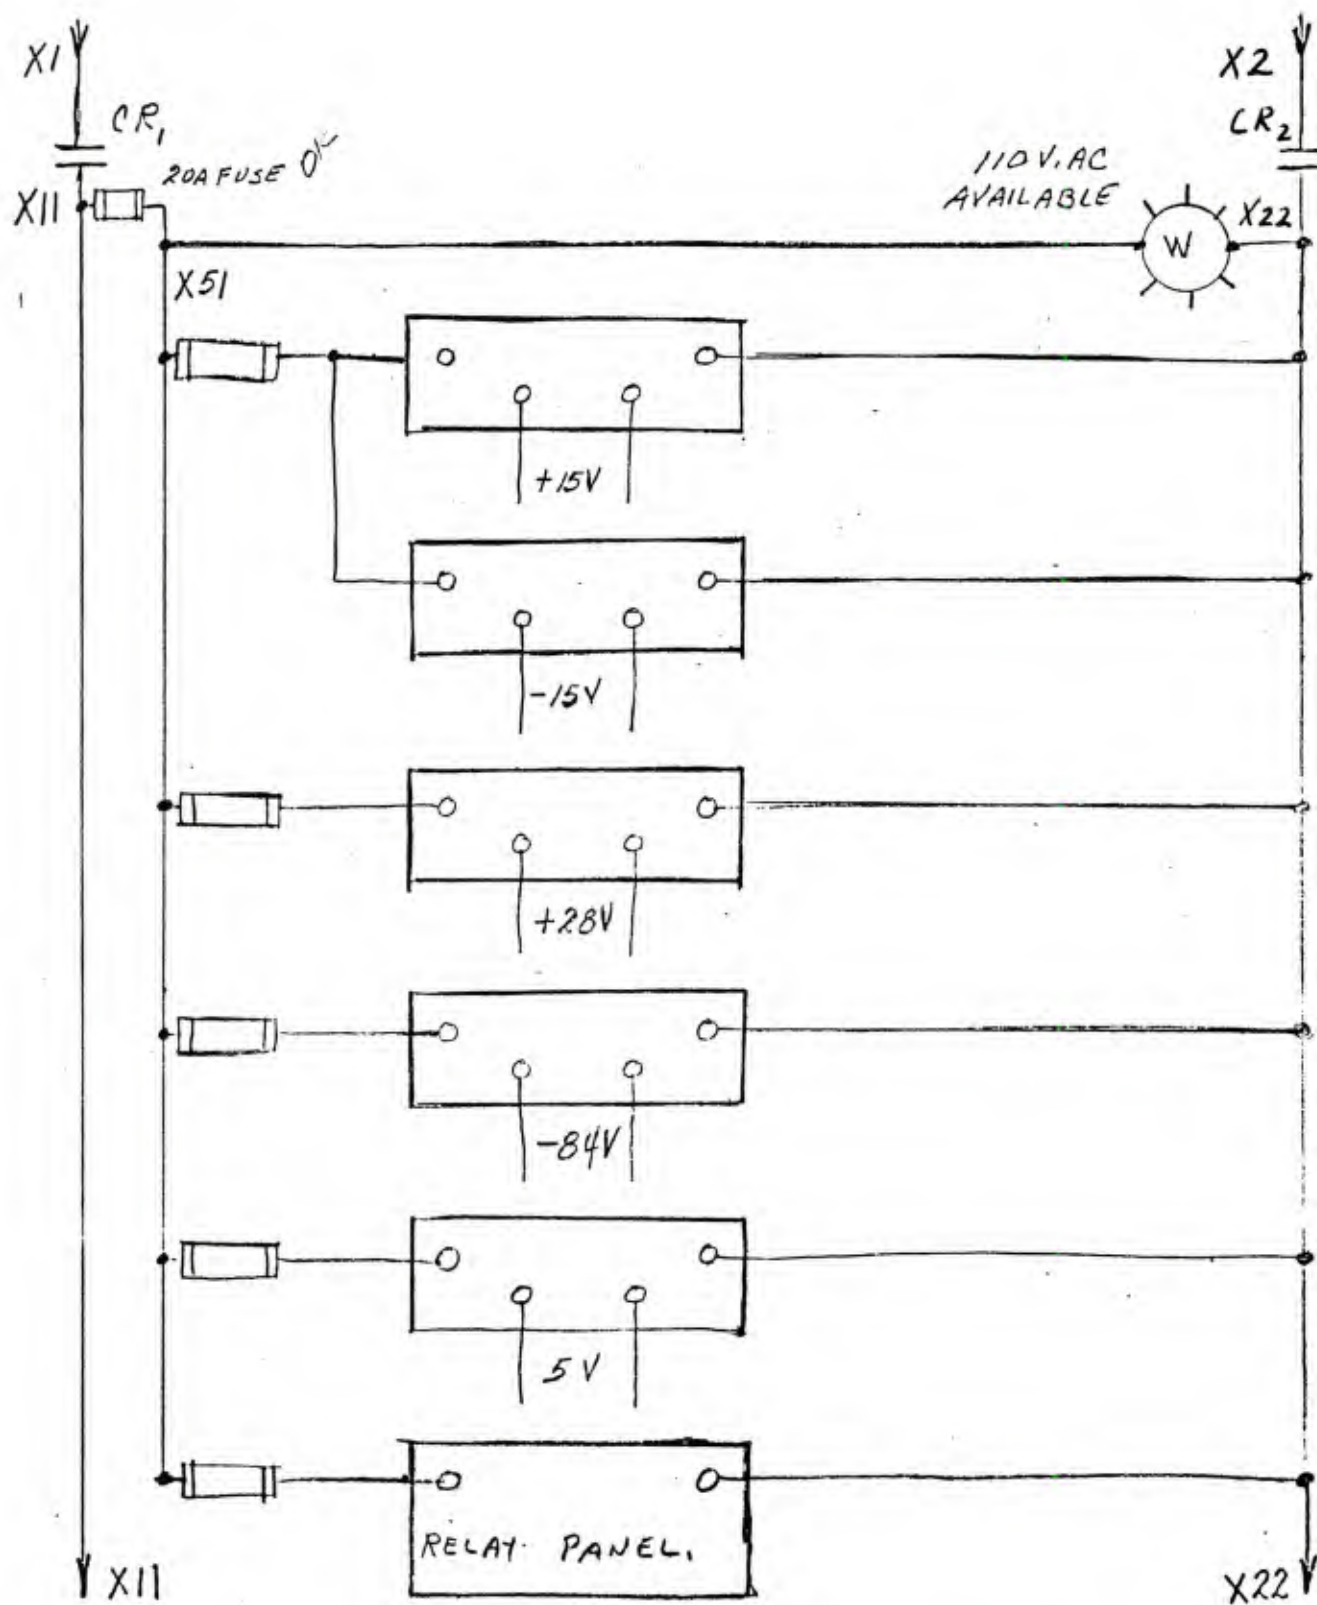 X1
X2
CR1
CR2
20A FUSE OK
110 V. AC
AVAILABLE
X11
X22
W
X51
+15V
-15V
+28V
-84V
5V
RELAY PANEL.
X11
X22